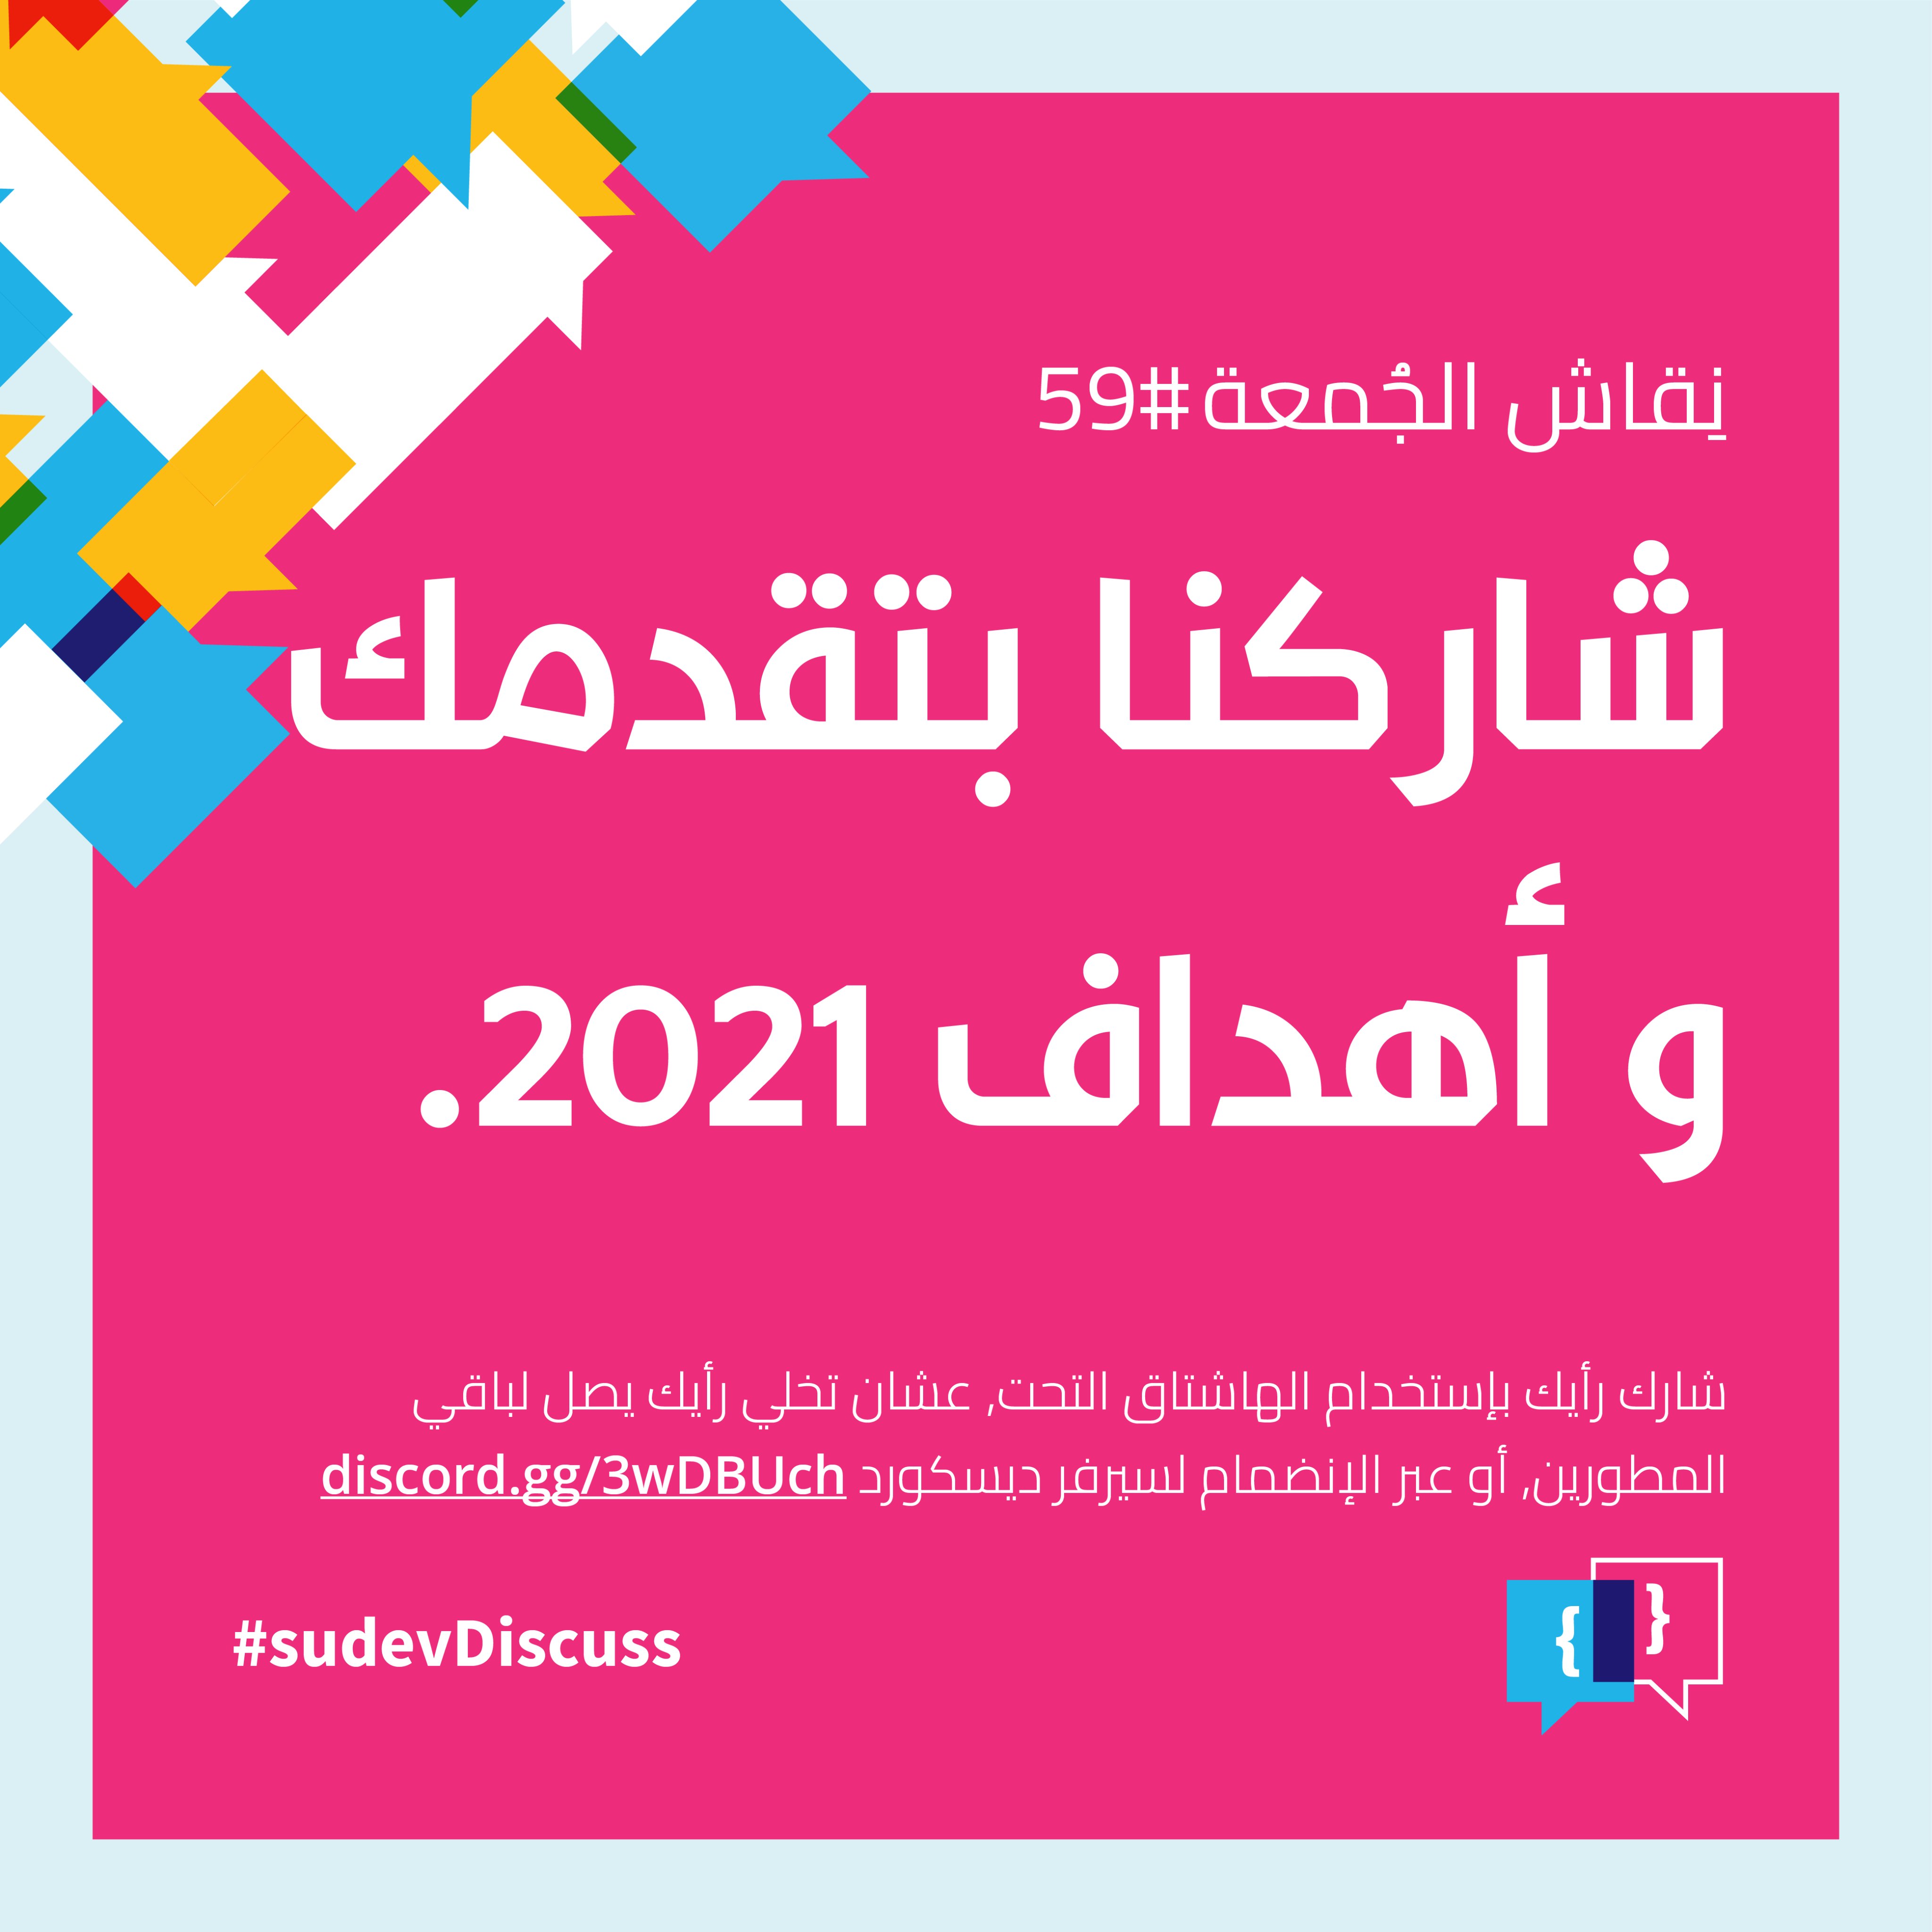 نِقاش الجُمعة#59
شاركنا بتقدمك
و أهداف 2021.
شارك رأيك بإستخدام الهاشتاق التحت, عشان تخلي رأيك يصل لباقي
المطورين, أو عبر الإنضمام لسيرفر ديسكورد discord.gg/3wDBUch
#sudevDiscuss
{ }